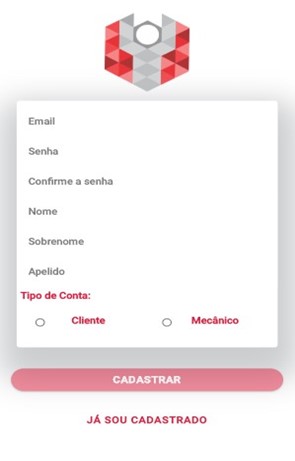 Email
Senha
Confirme a senha
Nome
Sobrenome
Apelido
Tipo de Conta:
Cliente Mecânico
CADASTRAR
JÁ SOU CADASTRADO